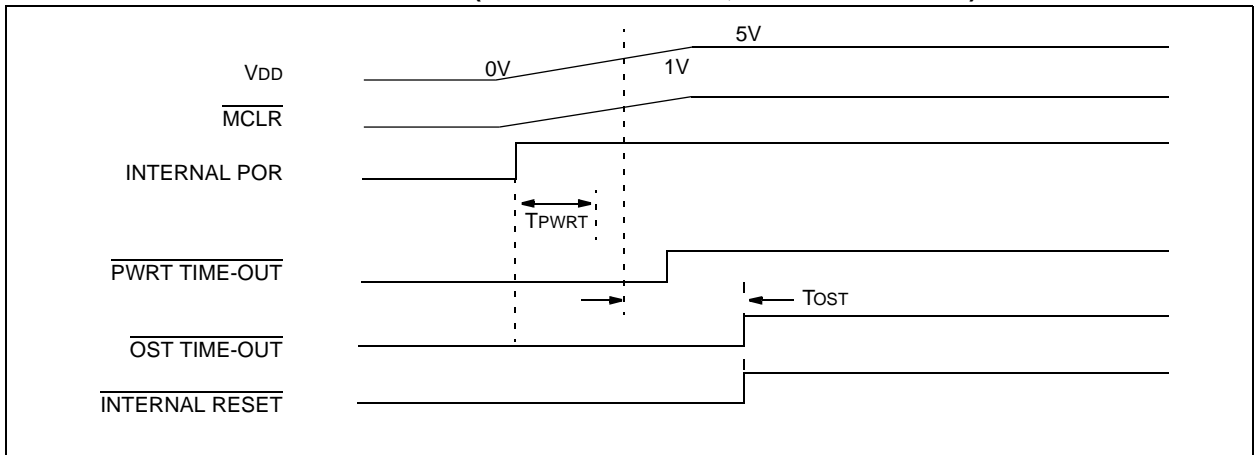 5V
VDD
0V
1V
MCLR
INTERNAL POR
TPWRT
PWRT TIME-OUT
TOST
OST TIME-OUT
INTERNAL RESET